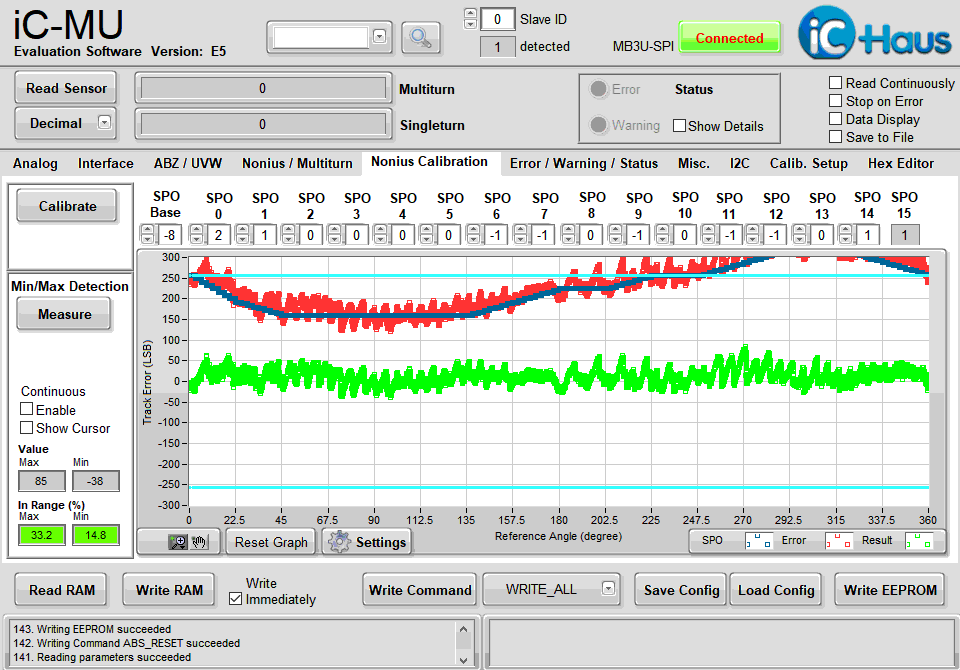 iC-MU
Evaluation Software Version: E5
0 Slave ID
1 detected
MB3U-SPI Connected
iC Haus
Read Sensor 0 Multiturn
Decimal 0 Singleturn
Error Status
Warning Show Details
Read Continuously
Stop on Error
Data Display
Save to File
Analog Interface ABZ / UVW Nonius / Multiturn Nonius Calibration Error / Warning / Status Misc. I2C Calib. Setup Hex Editor
Calibrate
SPO Base SPO 0 SPO 1 SPO 2 SPO 3 SPO 4 SPO 5 SPO 6 SPO 7 SPO 8 SPO 9 SPO 10 SPO 11 SPO 12 SPO 13 SPO 14 SPO 15
-8 2 1 0 0 0 0 -1 -1 0 -1 0 -1 -1 0 1 1
Min/Max Detection
Measure
Continuous
Enable
Show Cursor
Value
Max Min
85 -38
In Range (%)
Max Min
33.2 14.8
Track Error (LSB)
300
250
200
150
100
50
0
-50
-100
-150
-200
-250
-300
0 22.5 45 67.5 90 112.5 135 157.5 180 202.5 225 247.5 270 292.5 315 337.5 360
Reference Angle (degree)
Reset Graph Settings
SPO Error Result
Read RAM Write RAM Write Immediately Write Command WRITE_ALL Save Config Load Config Write EEPROM
143. Writing EEPROM succeeded
142. Writing Command ABS_RESET succeeded
141. Reading parameters succeeded